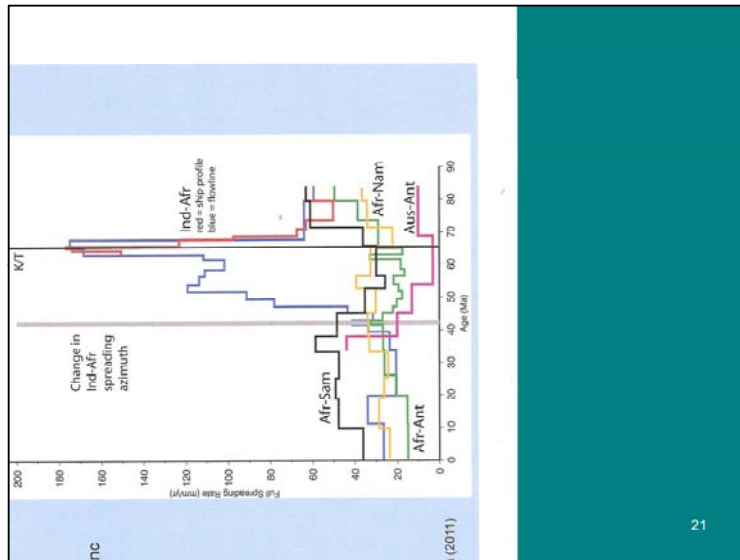 K/T
Ind-Afr
red = ship profile
blue = flowline
Afr-Nam
Aus-Ant
Change in
Ind-Afr
spreading
azimuth
Afr-Sam
Afr-Ant
90
80
70
60
50
40
30
20
10
0
Age (Ma)
200
180
160
140
120
100
80
60
40
20
0
Full Spreading Rate (mm/yr)
nc
(2011)
21